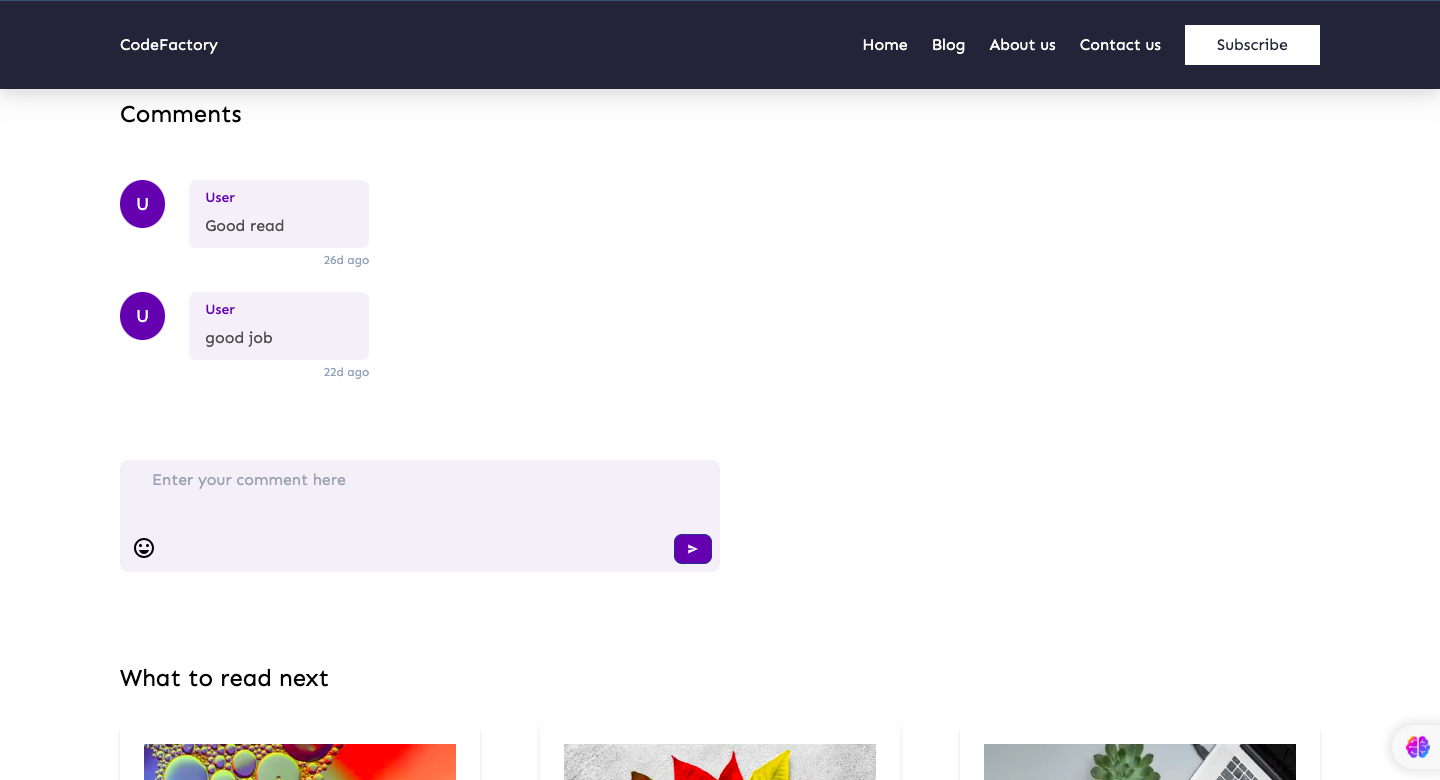 CodeFactory
Home Blog About us Contact us Subscribe
Comments
U
User
Good read
26d ago
U
User
good job
22d ago
Enter your comment here
What to read next